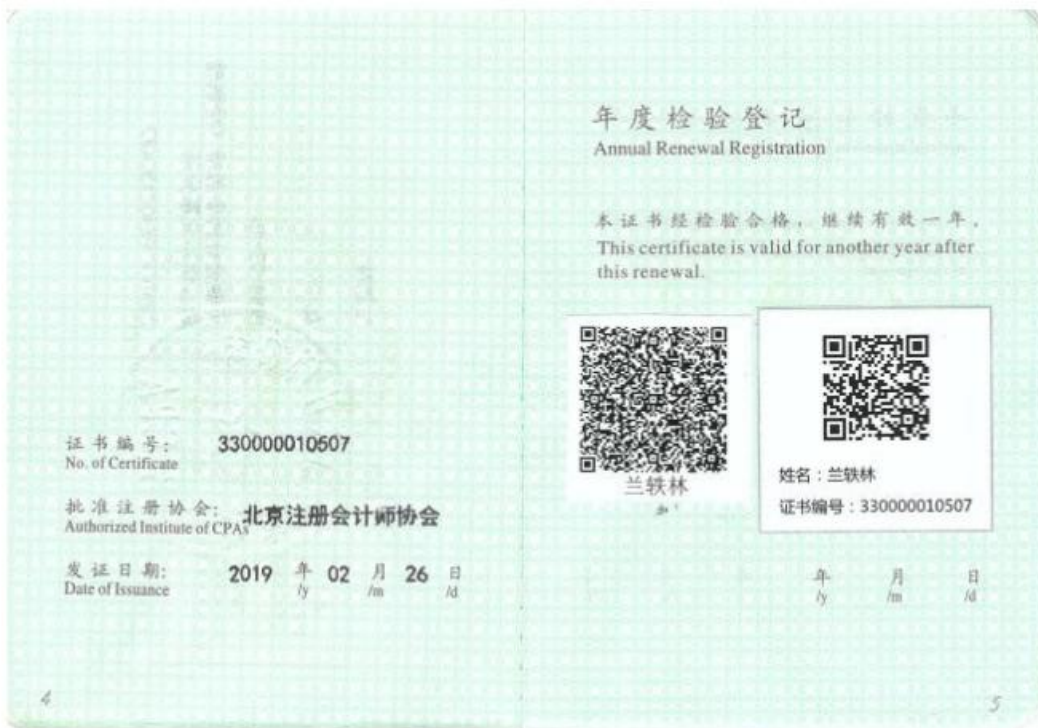 证书编号: 330000010507
No. of Certificate
批准注册协会: 北京注册会计师协会
Authorized Institute of CPAs
发证日期: 2019 年 02 月 26 日
Date of Issuance /y /m /d
4
年度检验登记
Annual Renewal Registration
本证书经检验合格，继续有效一年。
This certificate is valid for another year after
this renewal.
兰轶林
姓名：兰轶林
证书编号：330000010507
年 月 日
/y /m /d
5